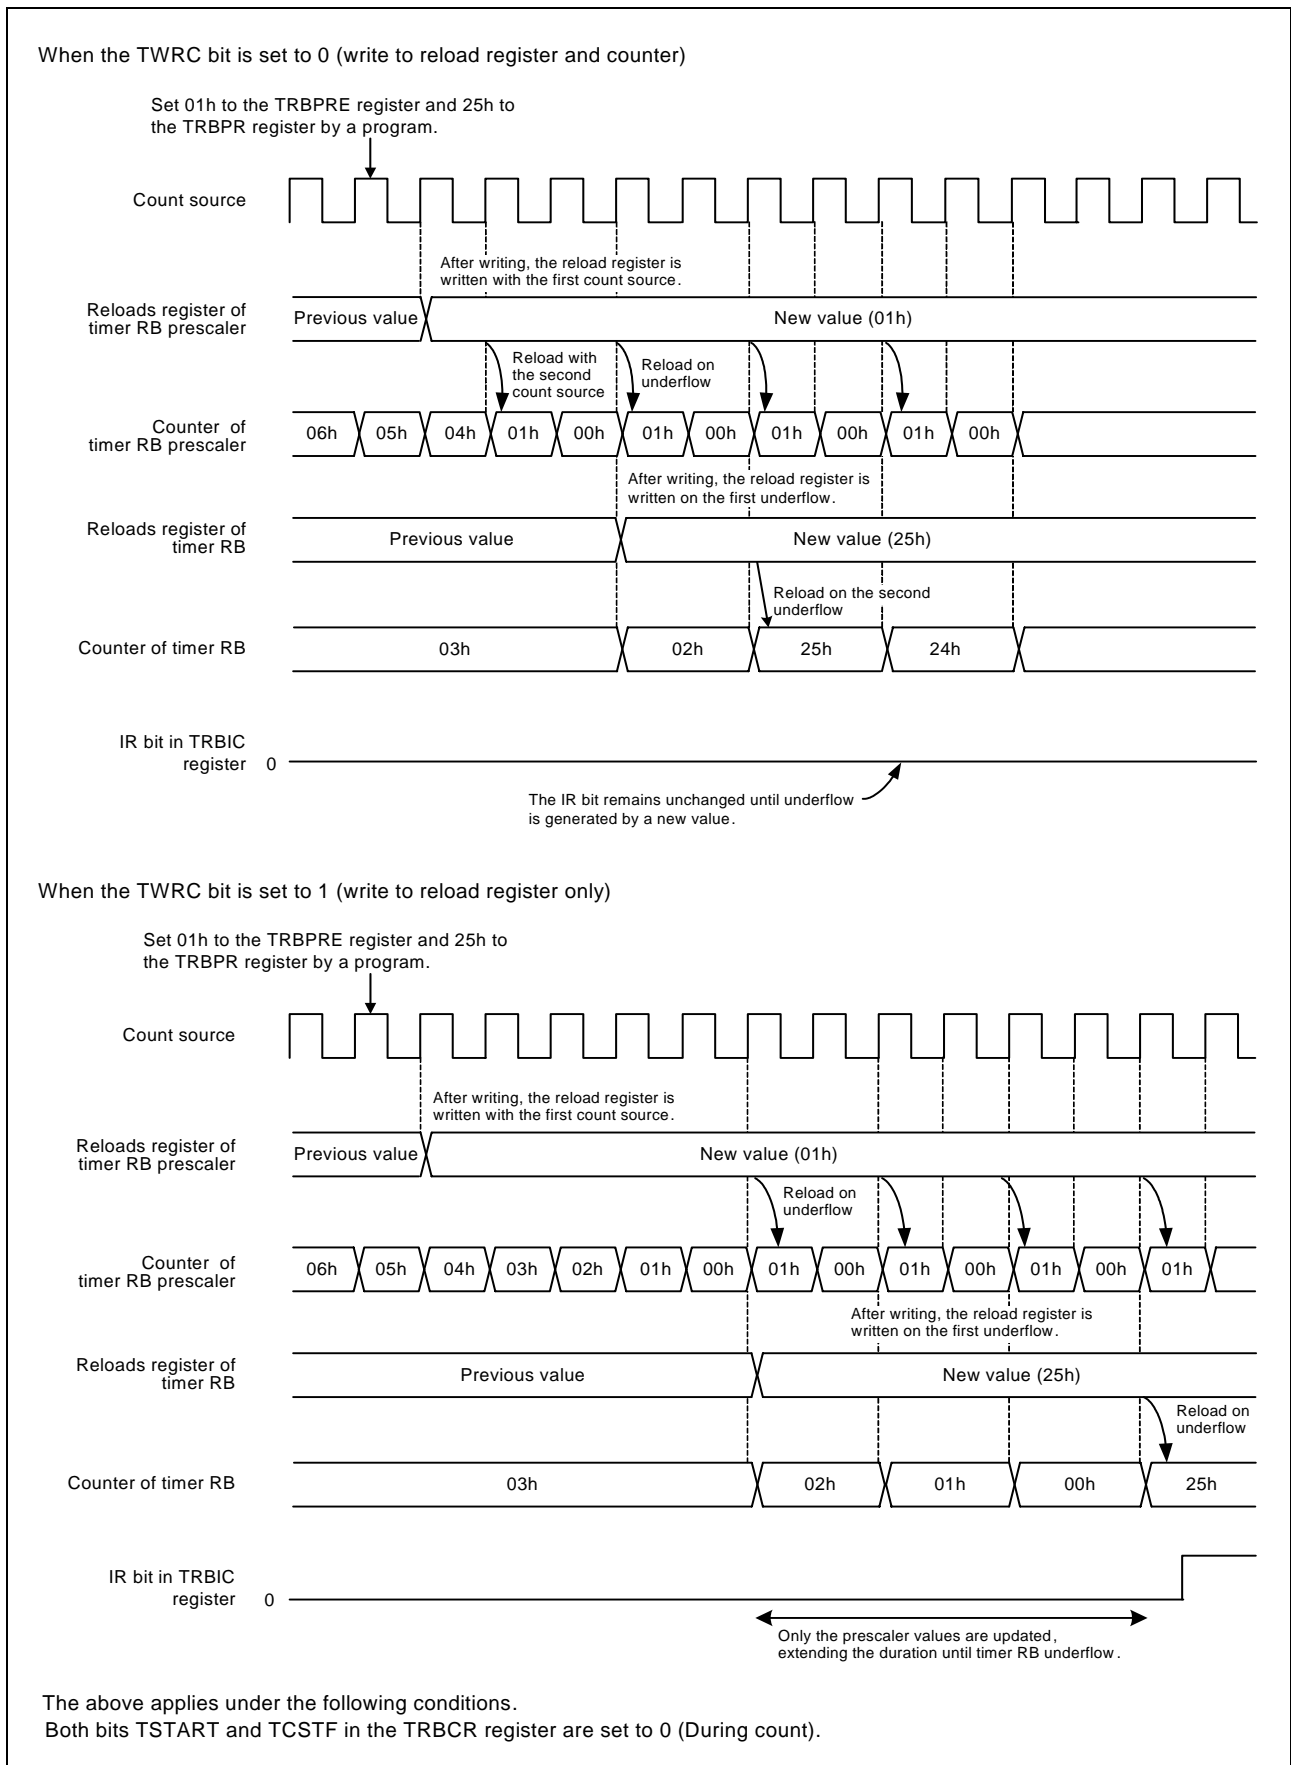 When the TWRC bit is set to 0 (write to reload register and counter)
Set 01h to the TRBPRE register and 25h to
the TRBPR register by a program.
Count source
After writing, the reload register is
written with the first count source.
Reloads register of
timer RB prescaler
Previous value
New value (01h)
Reload with
the second
count source
Reload on
underflow
Counter of
timer RB prescaler
06h 05h 04h 01h 00h 01h 00h 01h 00h 01h 00h
After writing, the reload register is
written on the first underflow.
Reloads register of
timer RB
Previous value
New value (25h)
Reload on the second
underflow
Counter of timer RB
03h 02h 25h 24h
IR bit in TRBIC
register 0
The IR bit remains unchanged until underflow
is generated by a new value.
When the TWRC bit is set to 1 (write to reload register only)
Set 01h to the TRBPRE register and 25h to
the TRBPR register by a program.
Count source
After writing, the reload register is
written with the first count source.
Reloads register of
timer RB prescaler
Previous value
New value (01h)
Reload on
underflow
Counter of
timer RB prescaler
06h 05h 04h 03h 02h 01h 00h 01h 00h 01h 00h 01h 00h 01h
After writing, the reload register is
written on the first underflow.
Reloads register of
timer RB
Previous value
New value (25h)
Reload on
underflow
Counter of timer RB
03h 02h 01h 00h 25h
IR bit in TRBIC
register 0
Only the prescaler values are updated,
extending the duration until timer RB underflow.
The above applies under the following conditions.
Both bits TSTART and TCSTF in the TRBCR register are set to 0 (During count).